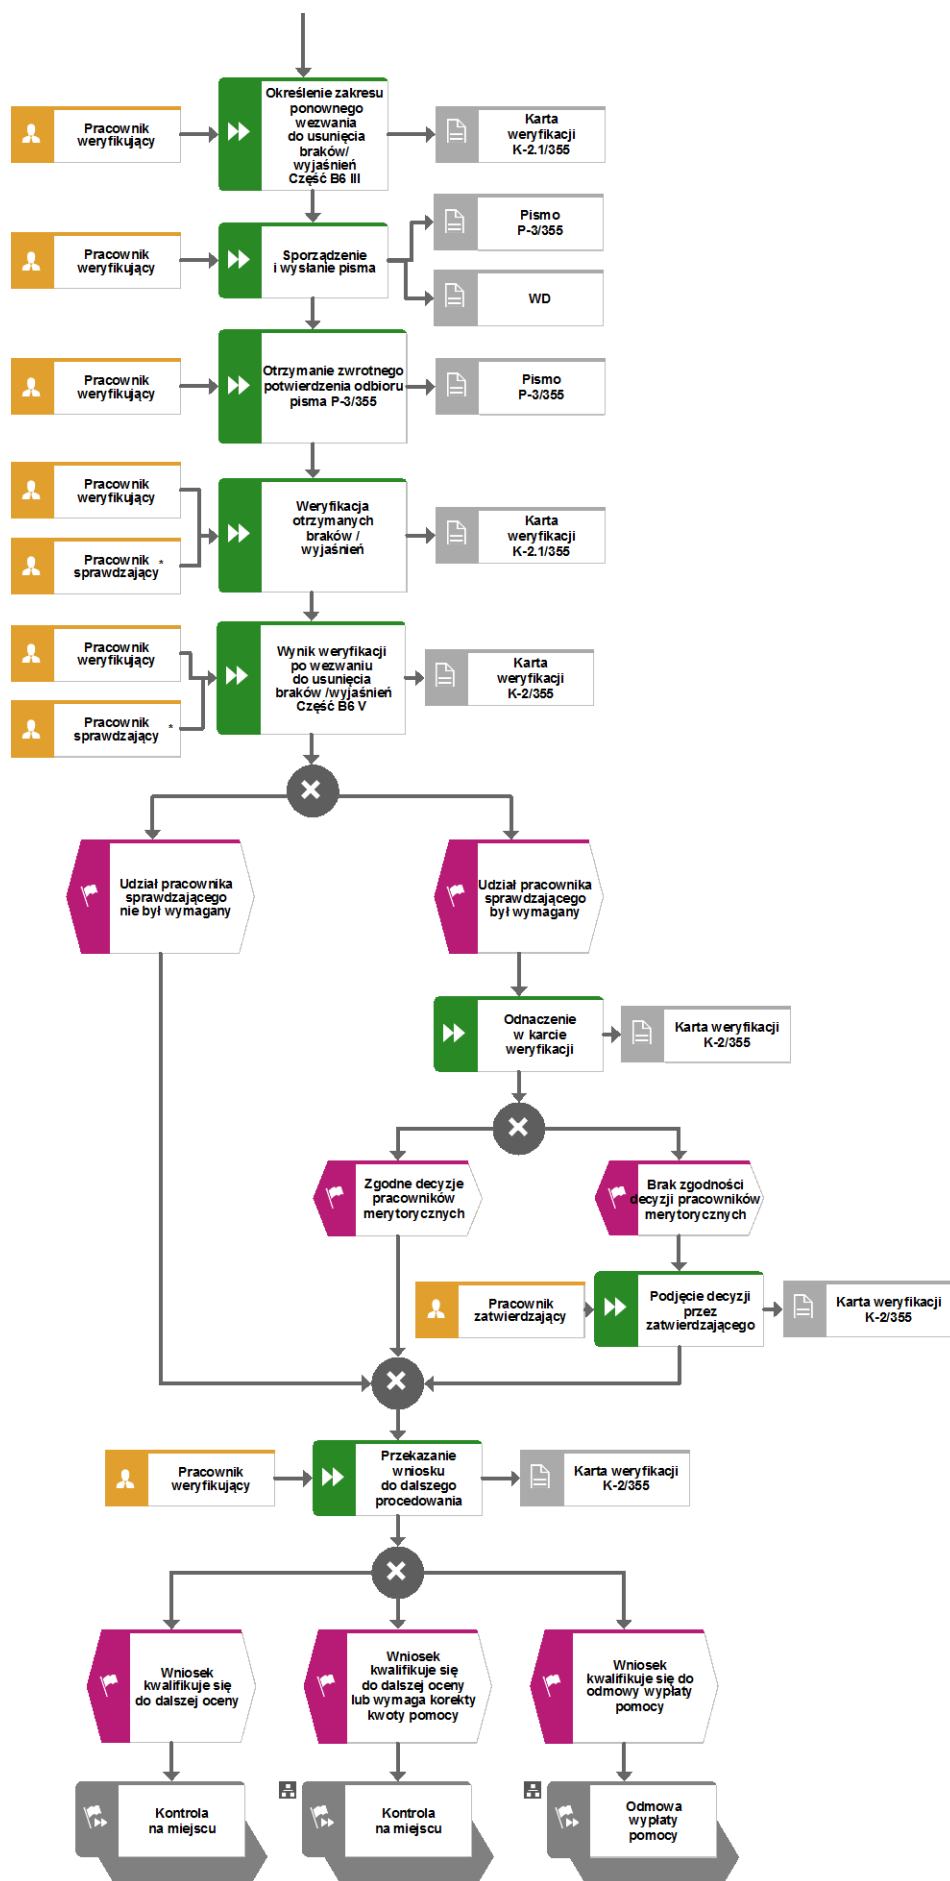 Pracownik
weryfikujący
Określenie zakresu
ponownego
wezwania
do usunięcia
braków/
wyjaśnień
Część B6 III
Karta
weryfikacji
K-2.1/355
Pracownik
weryfikujący
Sporządzenie
i wysłanie pisma
Pismo
P-3/355
WD
Pracownik
weryfikujący
Otrzymanie zwrotnego
potwierdzenia odbioru
pisma P-3/355
Pismo
P-3/355
Pracownik
weryfikujący
Pracownik
sprawdzający *
Weryfikacja
otrzymanych
braków /
wyjaśnień
Karta
weryfikacji
K-2.1/355
Pracownik
weryfikujący
Pracownik
sprawdzający *
Wynik weryfikacji
po wezwaniu
do usunięcia
braków /wyjaśnień
Część B6 V
Karta
weryfikacji
K-2/355
Udział pracownika
sprawdzającego
nie był wymagany
Udział pracownika
sprawdzającego
był wymagany
Odnaczenie
w karcie
weryfikacji
Karta weryfikacji
K-2/355
Zgodne decyzje
pracowników
merytorycznych
Brak zgodności
decyzji pracowników
merytorycznych
Pracownik
zatwierdzający
Podjęcie decyzji
przez
zatwierdzającego
Karta weryfikacji
K-2/355
Pracownik
weryfikujący
Przekazanie
wniosku
do dalszego
procedowania
Karta weryfikacji
K-2/355
Wniosek
kwalifikuje się
do dalszej oceny
Wniosek
kwalifikuje się
do dalszej oceny
lub wymaga korekty
kwoty pomocy
Wniosek
kwalifikuje się do
odmowy wypłaty
pomocy
Kontrola
na miejscu
Kontrola
na miejscu
Odmowa
wypłaty
pomocy